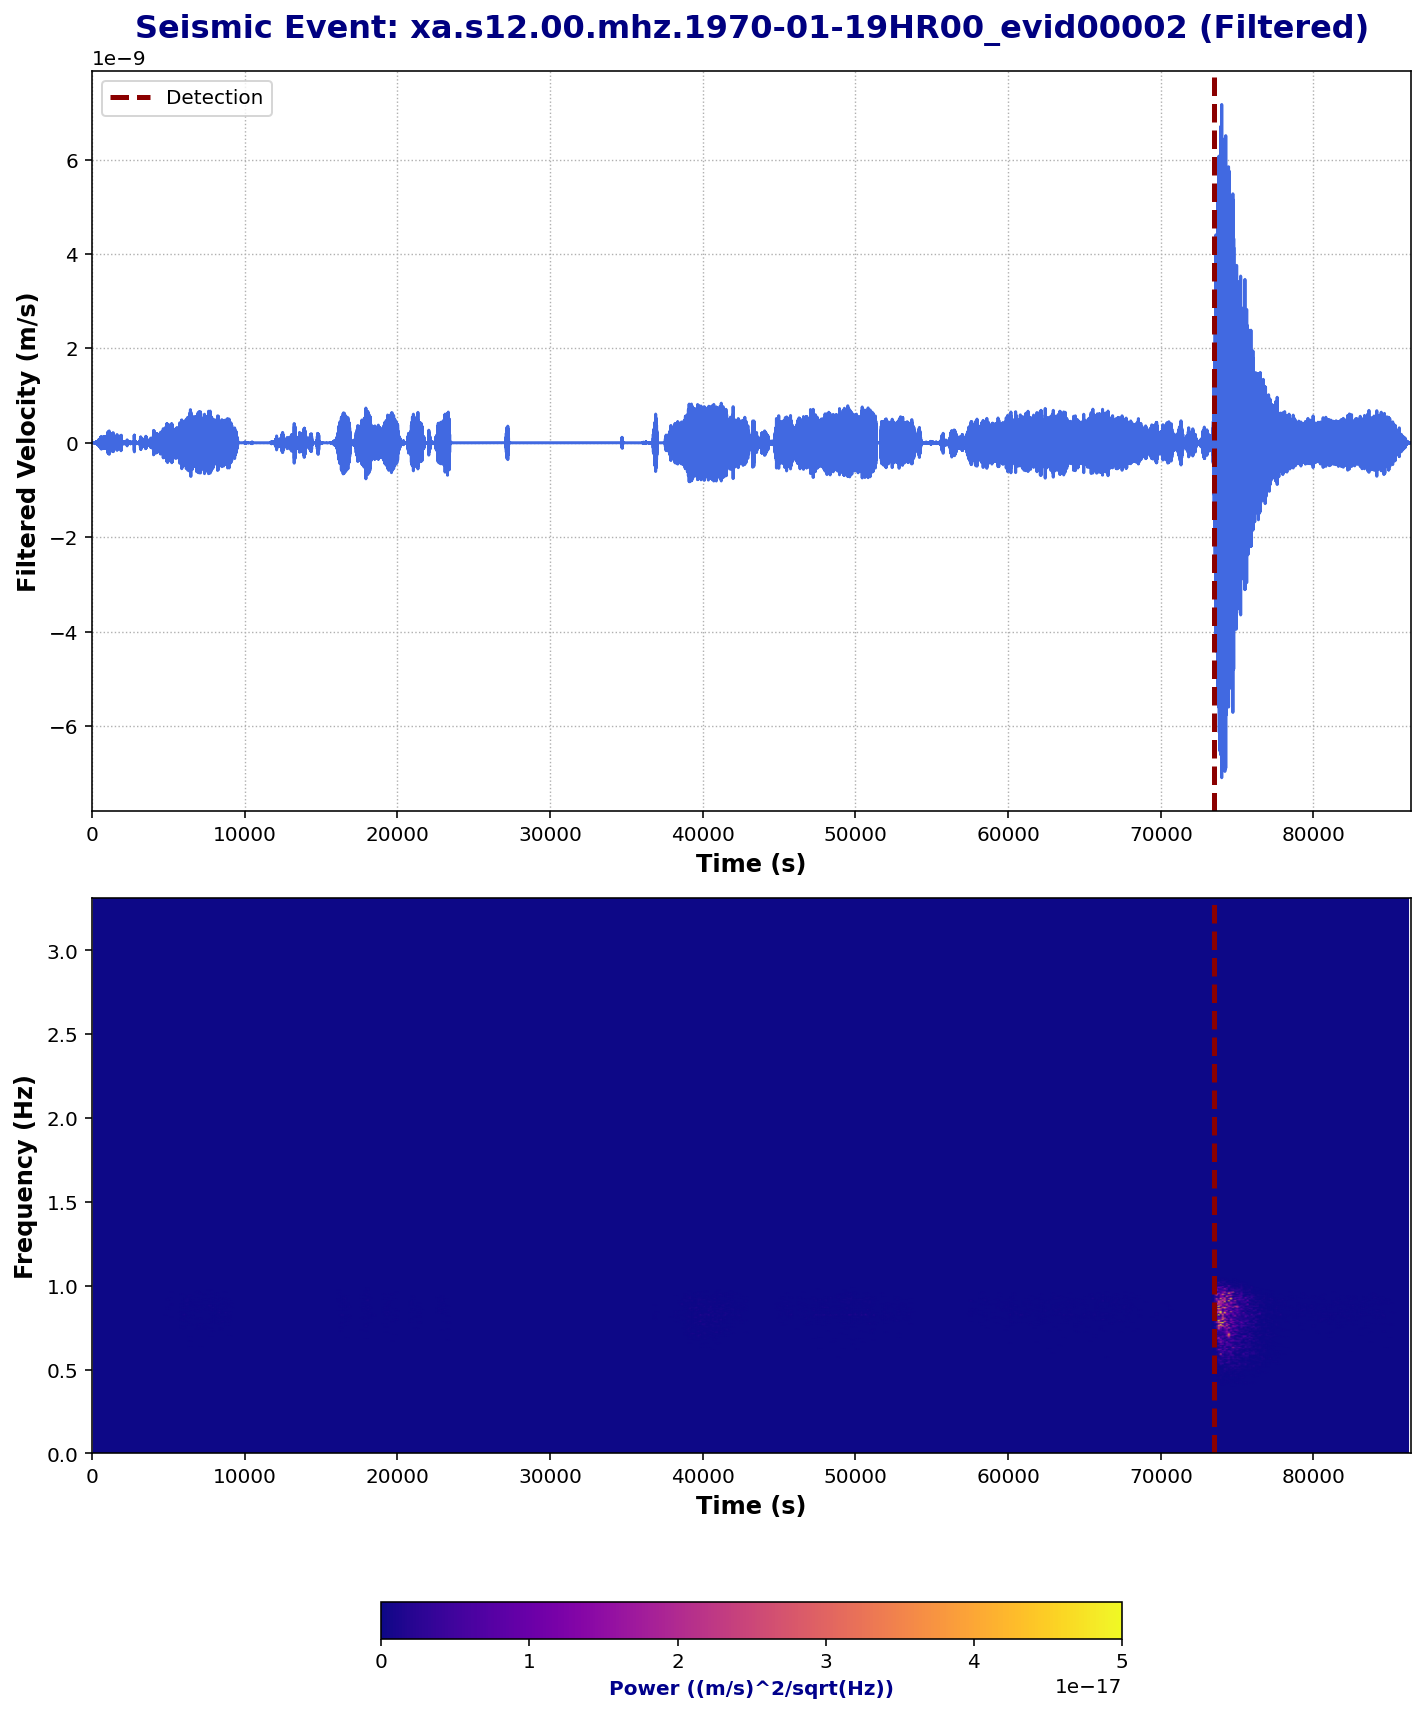 Seismic Event: xa.s12.00.mhz.1970-01-19HR00_evid00002 (Filtered)
1e−9
Detection
6
4
2
0
−2
−4
−6
Filtered Velocity (m/s)
0 10000 20000 30000 40000 50000 60000 70000 80000
Time (s)
3.0
2.5
2.0
1.5
1.0
0.5
0.0
Frequency (Hz)
0 10000 20000 30000 40000 50000 60000 70000 80000
Time (s)
0 1 2 3 4 5
1e−17
Power ((m/s)^2/sqrt(Hz))